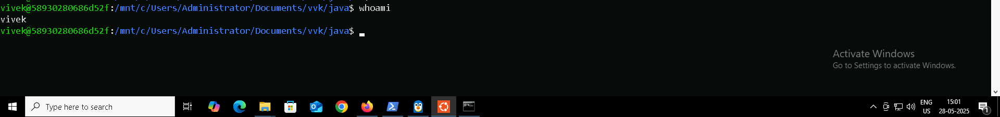 vivek@58930280686d52f:/mnt/c/Users/Administrator/Documents/vvk/java$ whoami
vivek
vivek@58930280686d52f:/mnt/c/Users/Administrator/Documents/vvk/java$
Activate Windows
Go to Settings to activate Windows.
Type here to search
ENG
US
15:01
28-05-2025
1